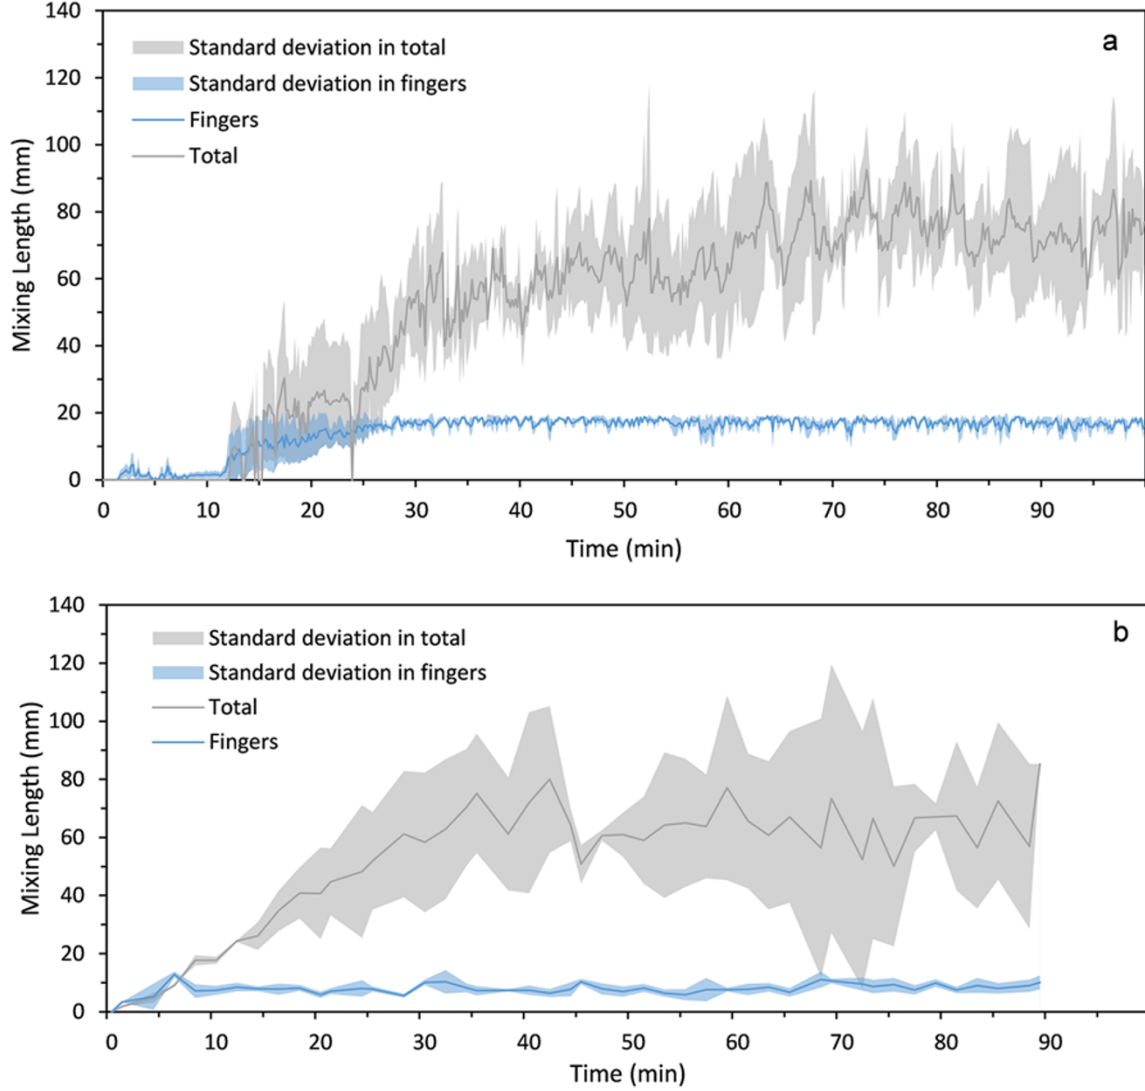 140
120
100
80
60
40
20
0
Mixing Length (mm)
a
Standard deviation in total
Standard deviation in fingers
Fingers
Total
0 10 20 30 40 50 60 70 80 90
Time (min)
140
120
100
80
60
40
20
0
Mixing Length (mm)
b
Standard deviation in total
Standard deviation in fingers
Total
Fingers
0 10 20 30 40 50 60 70 80 90
Time (min)